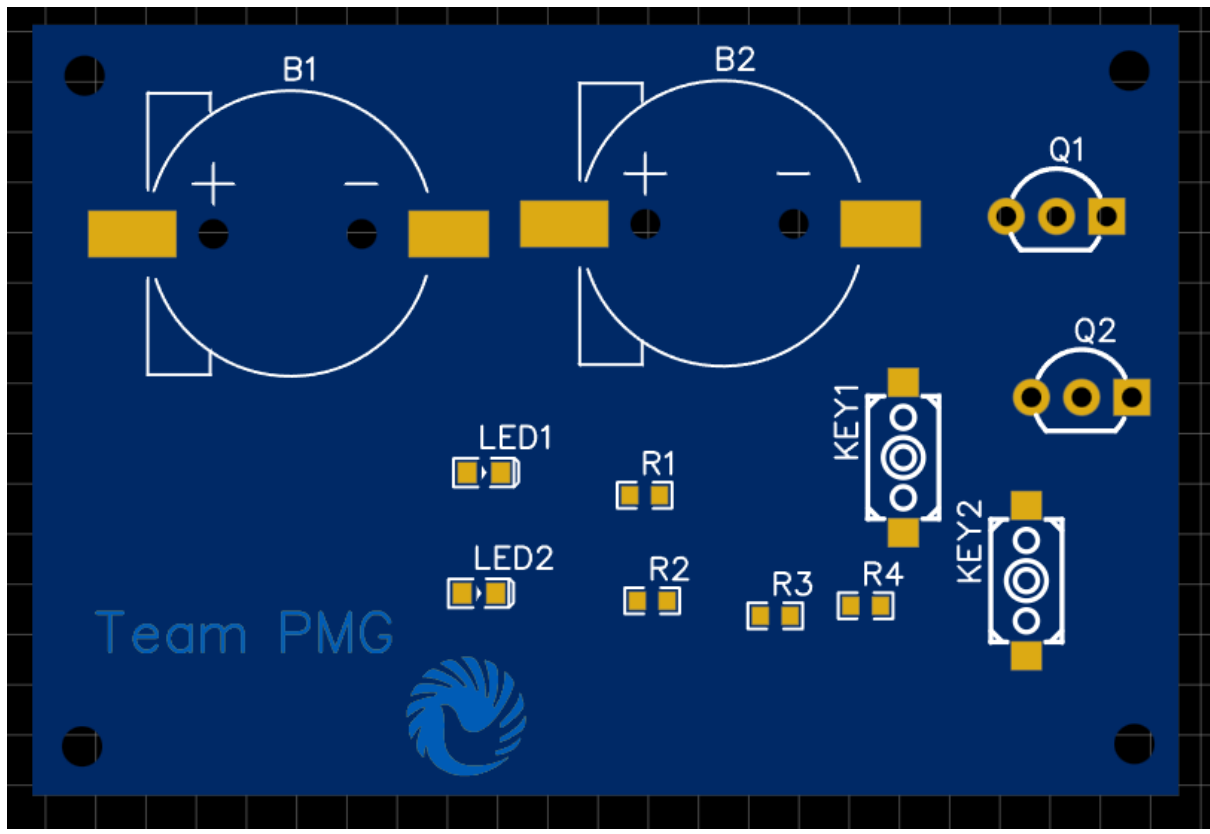 B1
B2
+ −
+ −
Q1
Q2
KEY1
LED1
R1
KEY2
LED2
R2
R3
R4
Team PMG